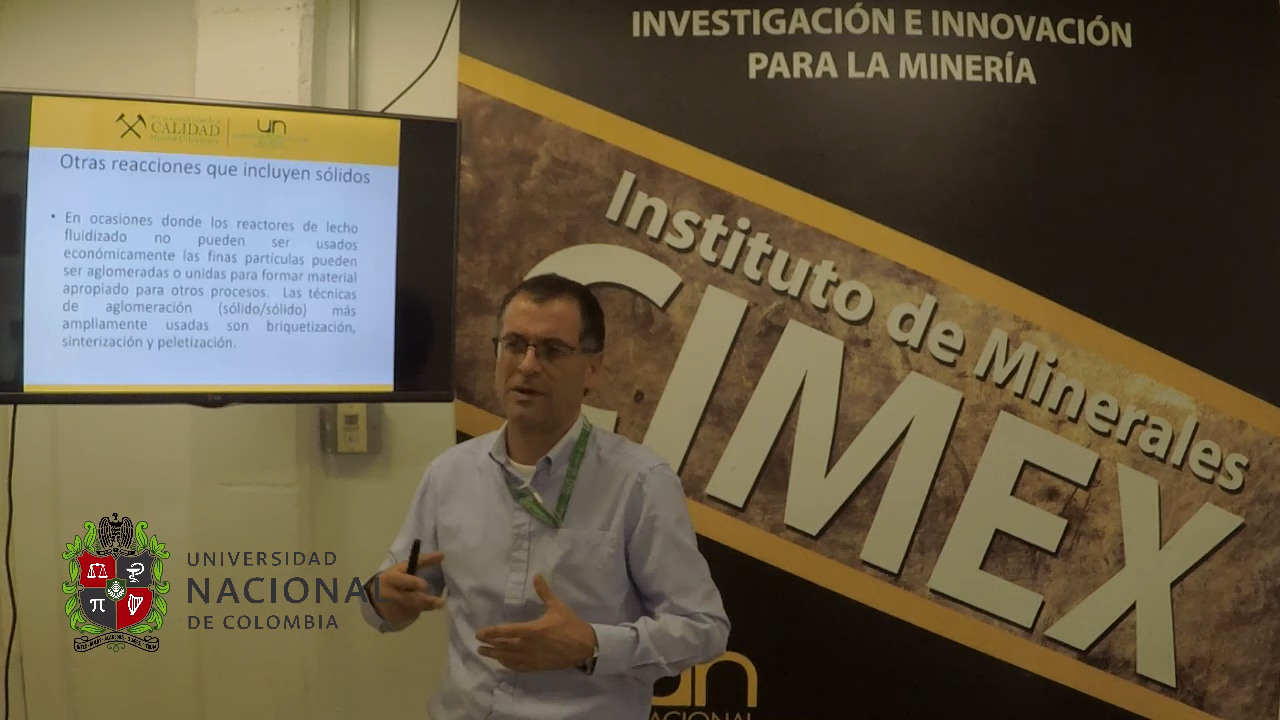 INVESTIGACIÓN E INNOVACIÓN
PARA LA MINERÍA
CALIDAD
un
Otras reacciones que incluyen sólidos
• En ocasiones donde los reactores de lecho
fluidizado no pueden ser usados
económicamente las finas partículas pueden
ser aglomeradas o unidas para formar material
apropiado para otros procesos. Las técnicas
de aglomeración (sólido/sólido) más
ampliamente usadas son briquetización,
sinterización y peletización.
Instituto de Minerales
CIMEX
UNIVERSIDAD
NACIONAL
DE COLOMBIA
un
NACIONAL